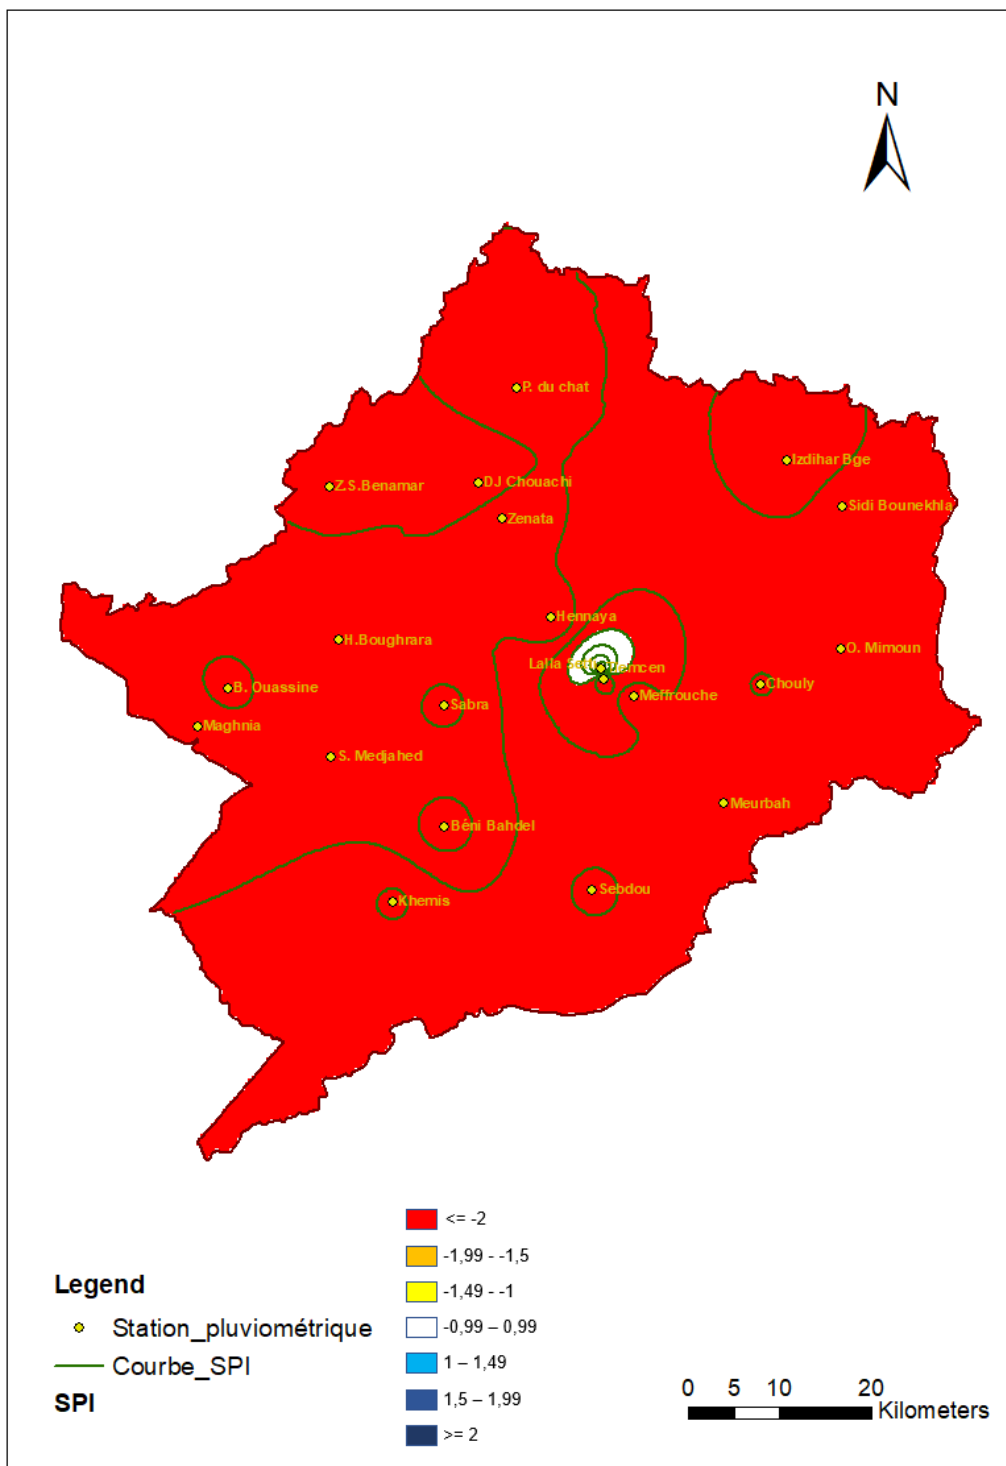 N
P. du chat
Izdihar Bge
DJ Chouachi
Z.S.Benamar
Sidi Bounekhla
Zenata
Hennaya
H.Boughrara
O. Mimoun
Lalla Setti
Chouly
B. Ouassine
Meffrouche
Sabra
Maghnia
S. Medjahed
Meurbah
Béni Bahdel
Sebdou
Khemis
<= -2
-1,99 - -1,5
Legend
-1,49 - -1
Station_pluviométrique
-0,99 – 0,99
Courbe_SPI
1 – 1,49
SPI
1,5 – 1,99
>= 2
0 5 10 20
Kilometers